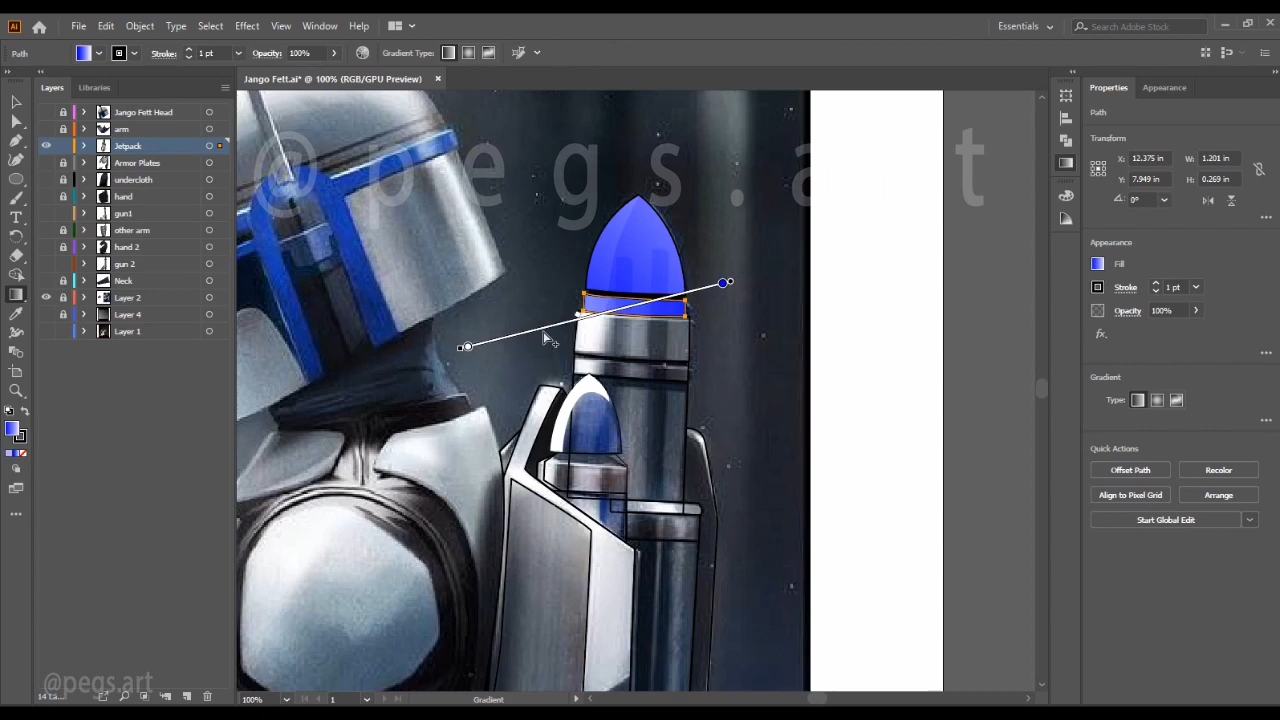 Ai File Edit Object Type Select Effect View Window Help Essentials Search Adobe Stock
Path Stroke: 1 pt Opacity: 100% Gradient Type:
Layers Libraries
Jango Fett.ai* @ 100% (RGB/GPU Preview)
Properties Appearance
Jango Fett Head
arm
Jetpack
Armor Plates
undercloth
hand
gun1
other arm
hand 2
gun 2
Neck
Layer 2
Layer 4
Layer 1
@pegs.art
Path
Transform
X: 12.375 in W: 1.201 in
Y: 7.949 in H: 0.269 in
0°
Appearance
Fill
Stroke 1 pt
Opacity 100%
fx.
Gradient
Type:
Quick Actions
Offset Path Recolor
Align to Pixel Grid Arrange
Start Global Edit
@pegs.art
100% 1 Gradient